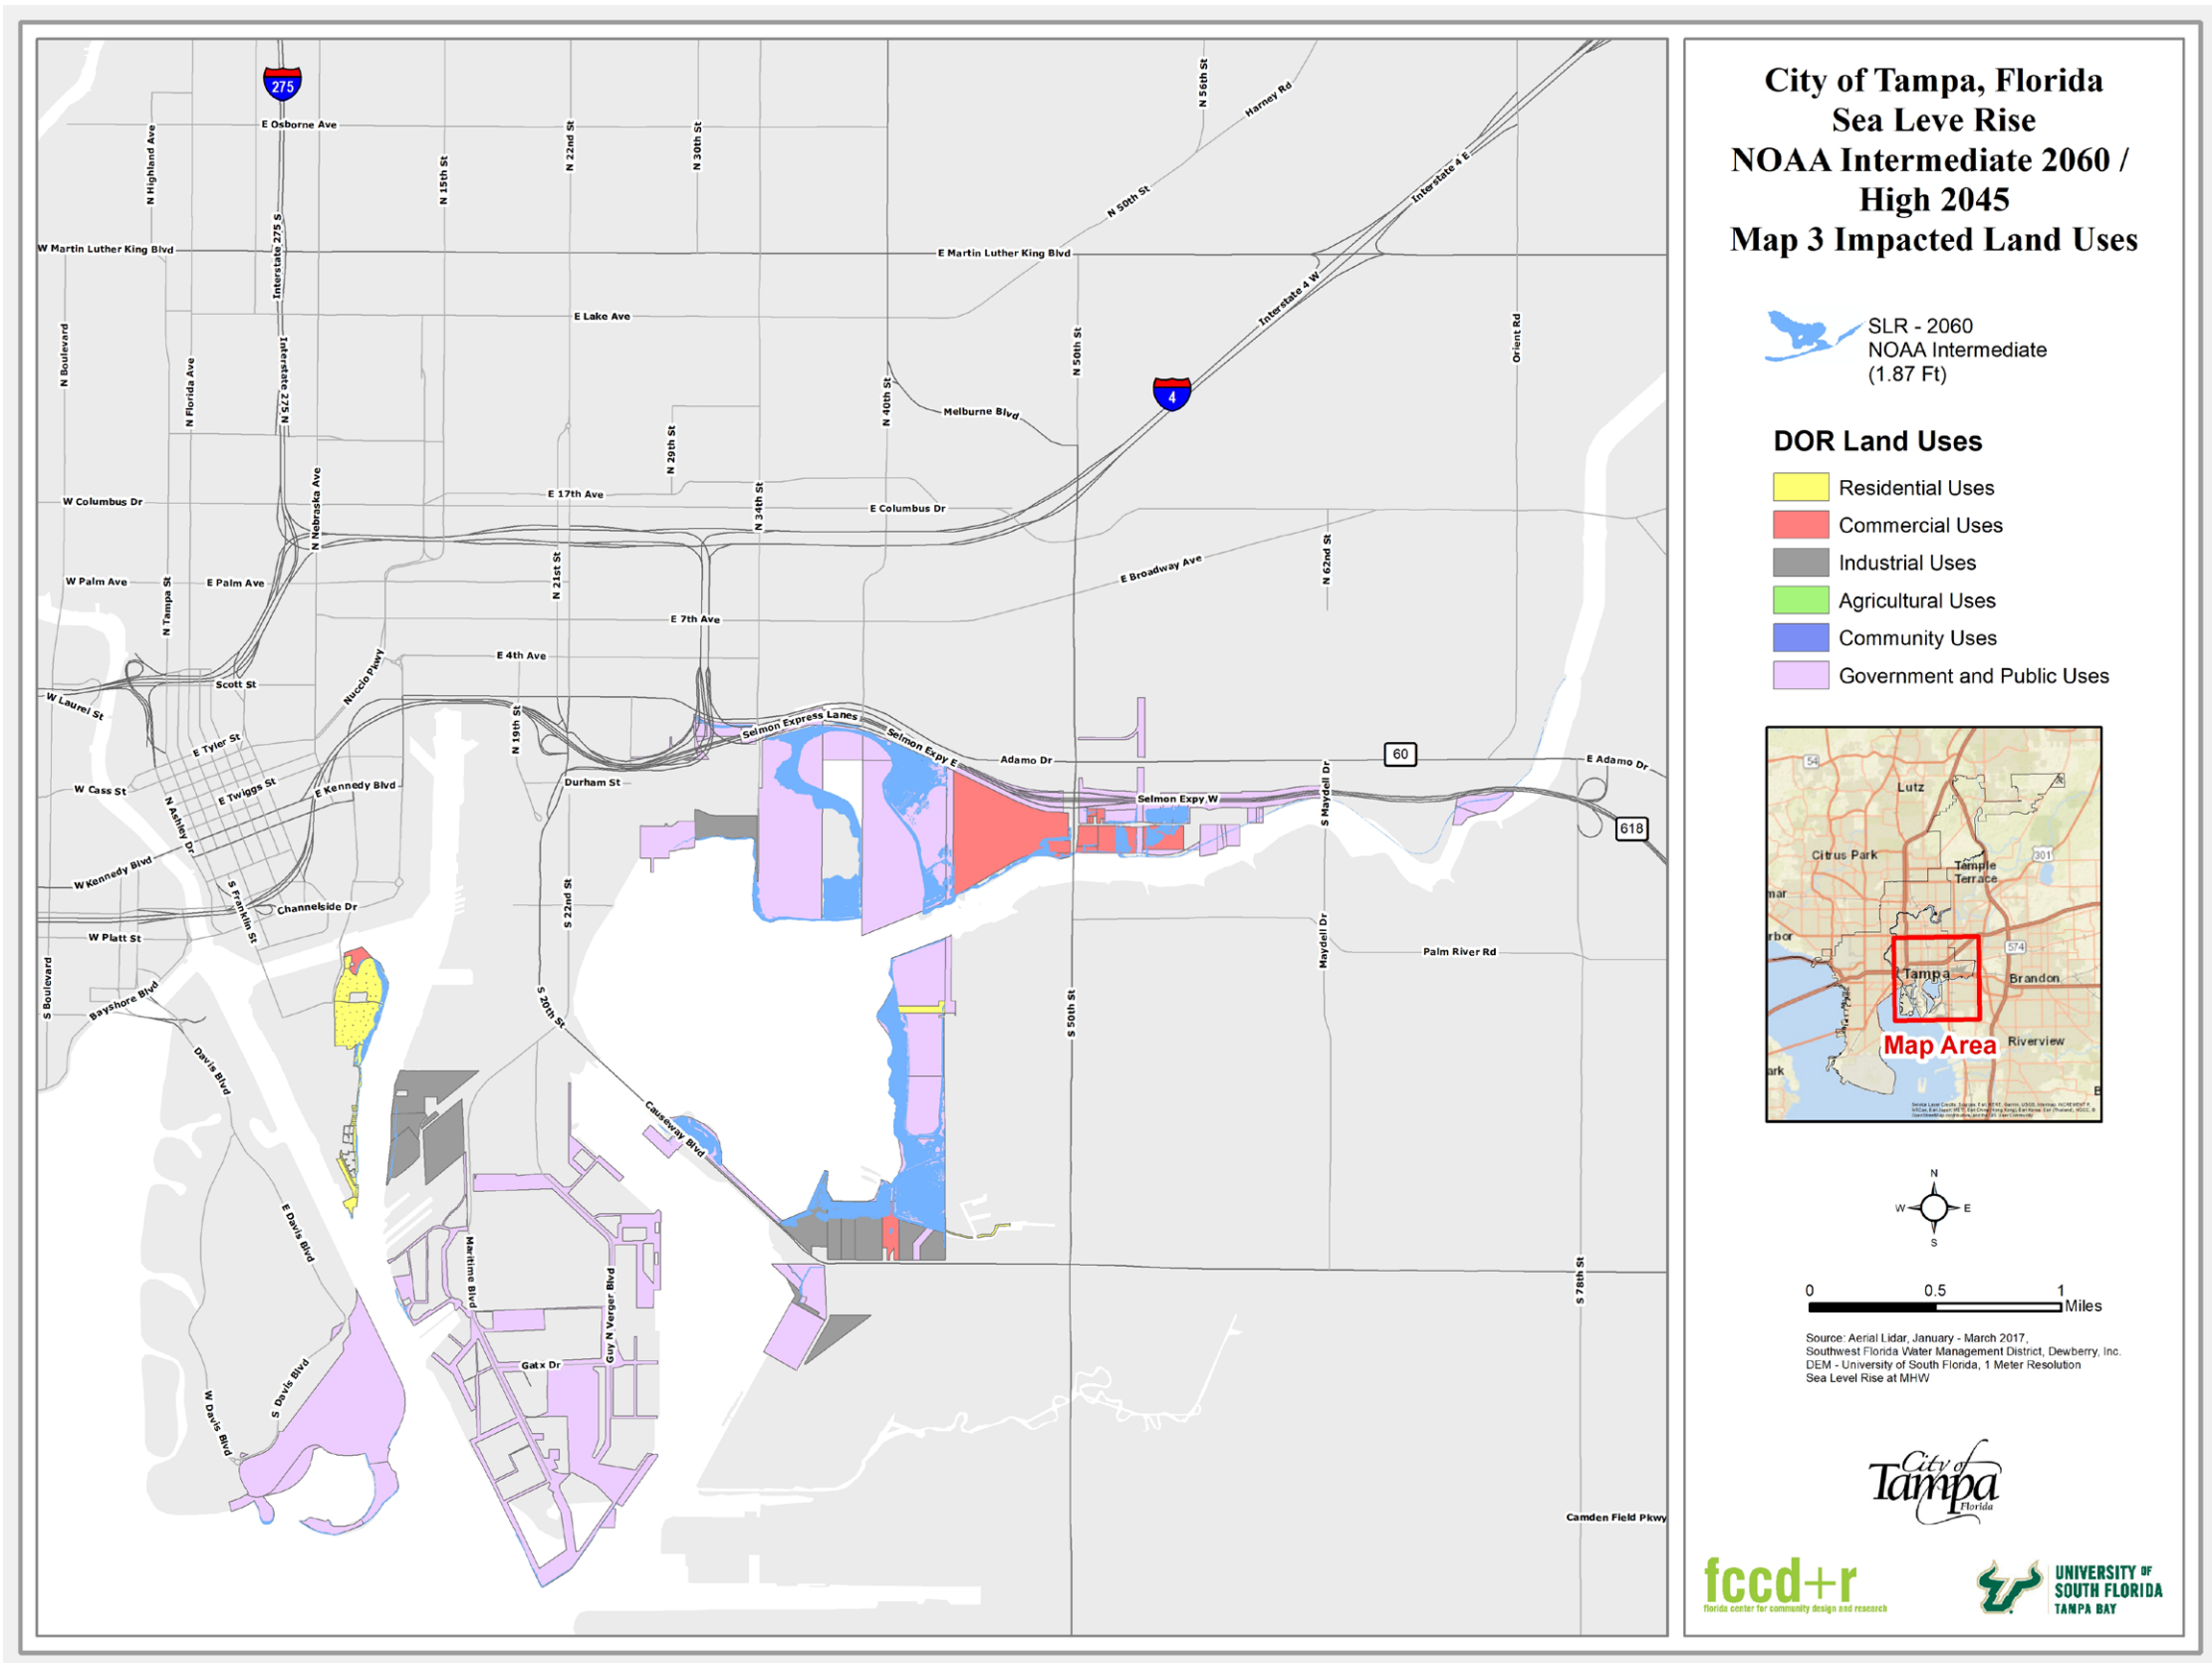 City of Tampa, Florida
Sea Leve Rise
NOAA Intermediate 2060 /
High 2045
Map 3 Impacted Land Uses
SLR - 2060
NOAA Intermediate
(1.87 Ft)
DOR Land Uses
Residential Uses
Commercial Uses
Industrial Uses
Agricultural Uses
Community Uses
Government and Public Uses
54
Lutz
Citrus Park
301
Temple
Terrace
mar
rbor
574
Tampa
Brandon
Map Area
Riverview
ark
N
W
E
S
0
0.5
1
Miles
Source: Aerial Lidar, January - March 2017,
Southwest Florida Water Management District, Dewberry, Inc.
DEM - University of South Florida, 1 Meter Resolution
Sea Level Rise at MHW
City of
Tampa
Florida
fccd+r
florida center for community design and research
UNIVERSITY OF
SOUTH FLORIDA
TAMPA BAY
275
E Osborne Ave
N Highland Ave
N 15th St
N 22nd St
N 30th St
N 56th St
Harney Rd
N 50th St
Interstate 4 E
W Martin Luther King Blvd
Interstate 275 S
E Martin Luther King Blvd
Interstate 4 W
E Lake Ave
N Boulevard
N Florida Ave
Interstate 275 N
N 50th St
Orient Rd
N 40th St
4
Melburne Blvd
N 29th St
W Columbus Dr
N Nebraska Ave
E 17th Ave
N 34th St
E Columbus Dr
W Palm Ave
N Tampa St
E Palm Ave
N 21st St
E Broadway Ave
N 62nd St
E 7th Ave
E 4th Ave
Nuccio Pkwy
Scott St
W Laurel St
N 19th St
Selmon Express Lanes
Selmon Expy E
Adamo Dr
60
E Adamo Dr
E Tyler St
W Cass St
E Twiggs St
E Kennedy Blvd
Durham St
Selmon Expy W
S Maydell Dr
618
N Ashley Dr
W Kennedy Blvd
S Franklin St
Channelside Dr
S 22nd St
W Platt St
Maydell Dr
Palm River Rd
S Boulevard
Bayshore Blvd
S 20th St
S 50th St
Davis Blvd
Causeway Blvd
E Davis Blvd
Maritime Blvd
Guy N Verger Blvd
S 78th St
Gatx Dr
S Davis Blvd
W Davis Blvd
Camden Field Pkwy